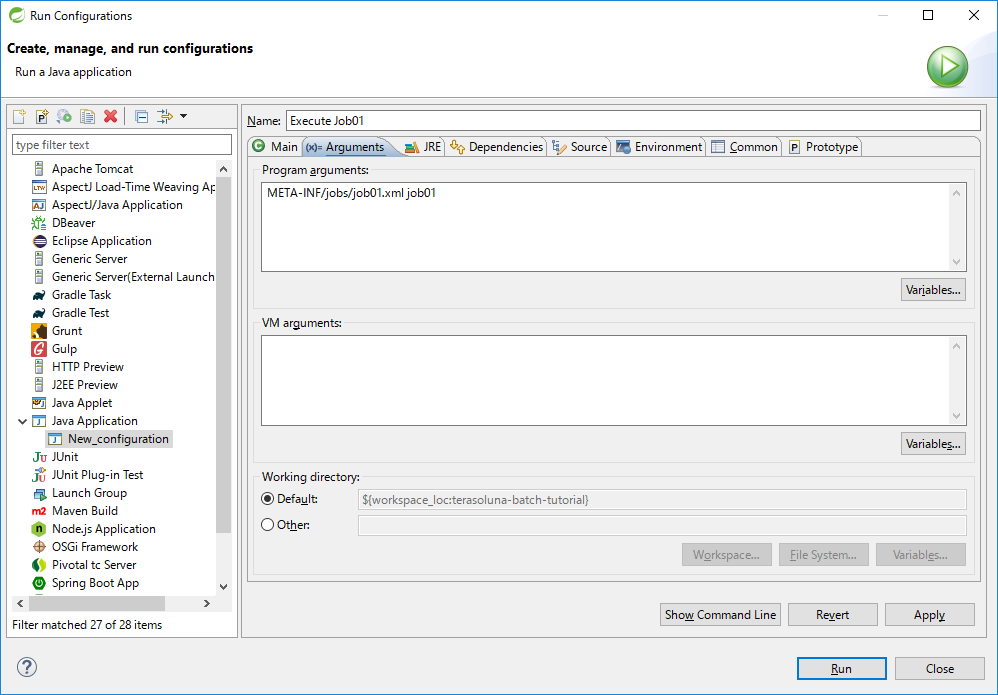 Run Configurations
Create, manage, and run configurations
Run a Java application
type filter text
Apache Tomcat
AspectJ Load-Time Weaving Ap
AspectJ/Java Application
DBeaver
Eclipse Application
Generic Server
Generic Server(External Launch
Gradle Task
Gradle Test
Grunt
Gulp
HTTP Preview
J2EE Preview
Java Applet
Java Application
New_configuration
JUnit
JUnit Plug-in Test
Launch Group
Maven Build
Node.js Application
OSGi Framework
Pivotal tc Server
Spring Boot App
Filter matched 27 of 28 items
Name: Execute Job01
Main (x)= Arguments JRE Dependencies Source Environment Common Prototype
Program arguments:
META-INF/jobs/job01.xml job01
Variables...
VM arguments:
Variables...
Working directory:
Default: ${workspace_loc:terasoluna-batch-tutorial}
Other:
Workspace... File System... Variables...
Show Command Line Revert Apply
Run Close